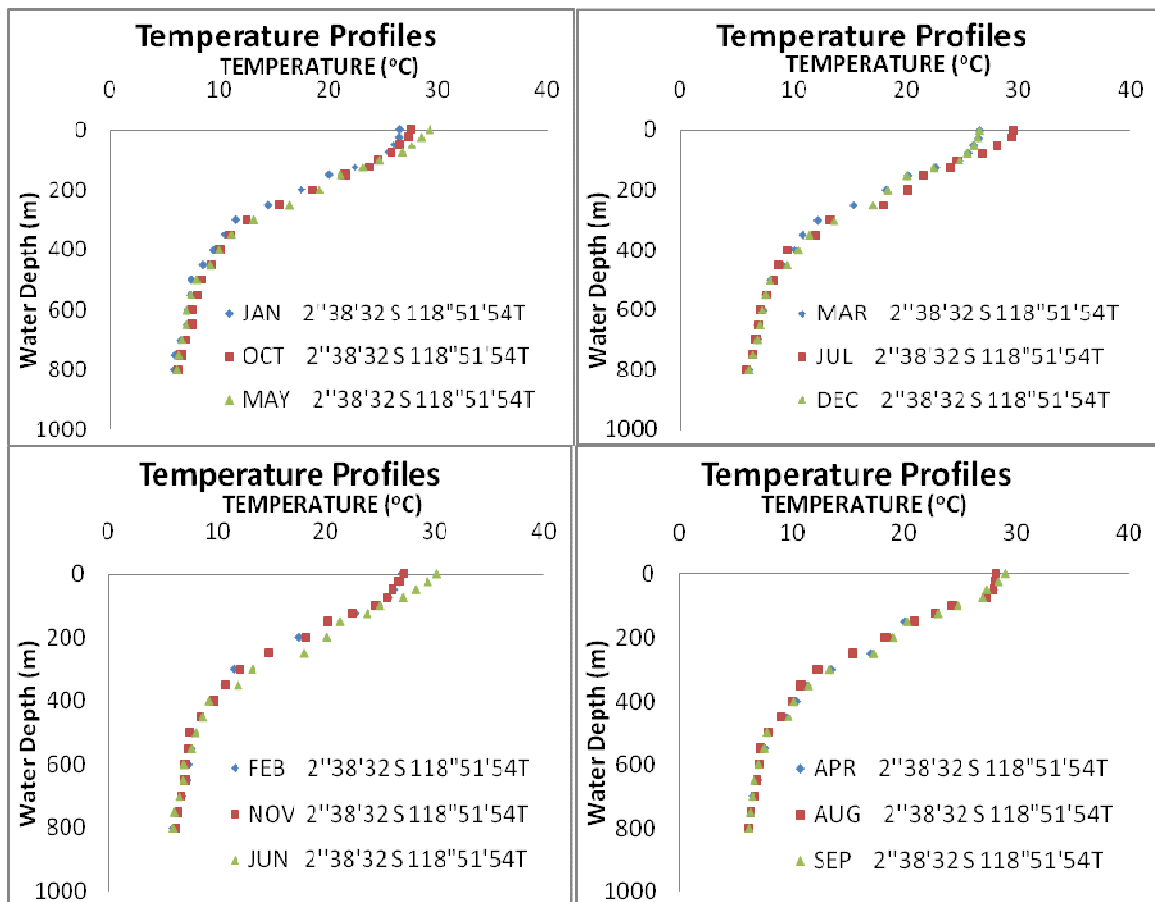 Temperature Profiles
TEMPERATURE (°C)
0 10 20 30 40
0
200
400
600
800
1000
Water Depth (m)
JAN 2"38'32 S 118"51'54T
OCT 2"38'32 S 118"51'54T
MAY 2"38'32 S 118"51'54T
Temperature Profiles
TEMPERATURE (°C)
0 10 20 30 40
0
200
400
600
800
1000
Water Depth (m)
MAR 2"38'32 S 118"51'54T
JUL 2"38'32 S 118"51'54T
DEC 2"38'32 S 118"51'54T
Temperature Profiles
TEMPERATURE (°C)
0 10 20 30 40
0
200
400
600
800
1000
Water Depth (m)
FEB 2"38'32 S 118"51'54T
NOV 2"38'32 S 118"51'54T
JUN 2"38'32 S 118"51'54T
Temperature Profiles
TEMPERATURE (°C)
0 10 20 30 40
0
200
400
600
800
1000
Water Depth (m)
APR 2"38'32 S 118"51'54T
AUG 2"38'32 S 118"51'54T
SEP 2"38'32 S 118"51'54T